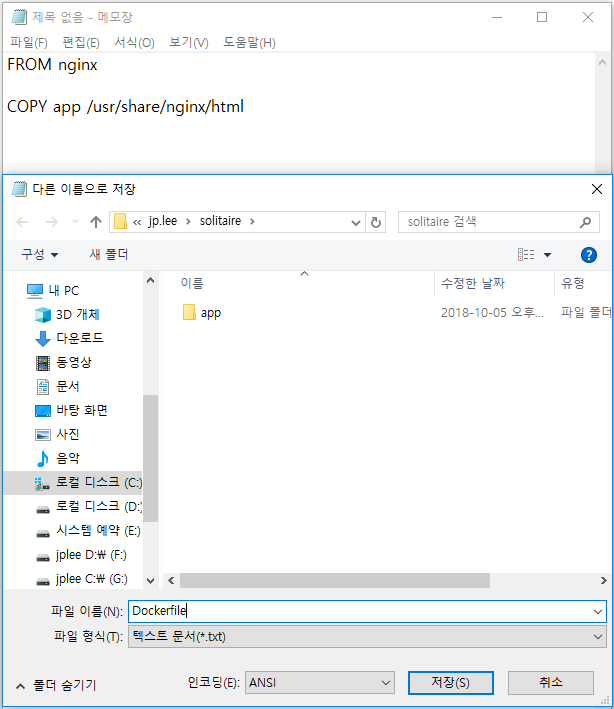 제목 없음 - 메모장
파일(F) 편집(E) 서식(O) 보기(V) 도움말(H)
FROM nginx
COPY app /usr/share/nginx/html
다른 이름으로 저장
« jp.lee › solitaire ›
solitaire 검색
구성 새 폴더
이름 수정한 날짜 유형
app 2018-10-05 오후... 파일 폴더
내 PC
3D 개체
다운로드
동영상
문서
바탕 화면
사진
음악
로컬 디스크 (C:)
로컬 디스크 (D:)
시스템 예약 (E:)
jplee D:\ (F:)
jplee C:\ (G:)
파일 이름(N): Dockerfile
파일 형식(T): 텍스트 문서(*.txt)
폴더 숨기기 인코딩(E): ANSI 저장(S) 취소